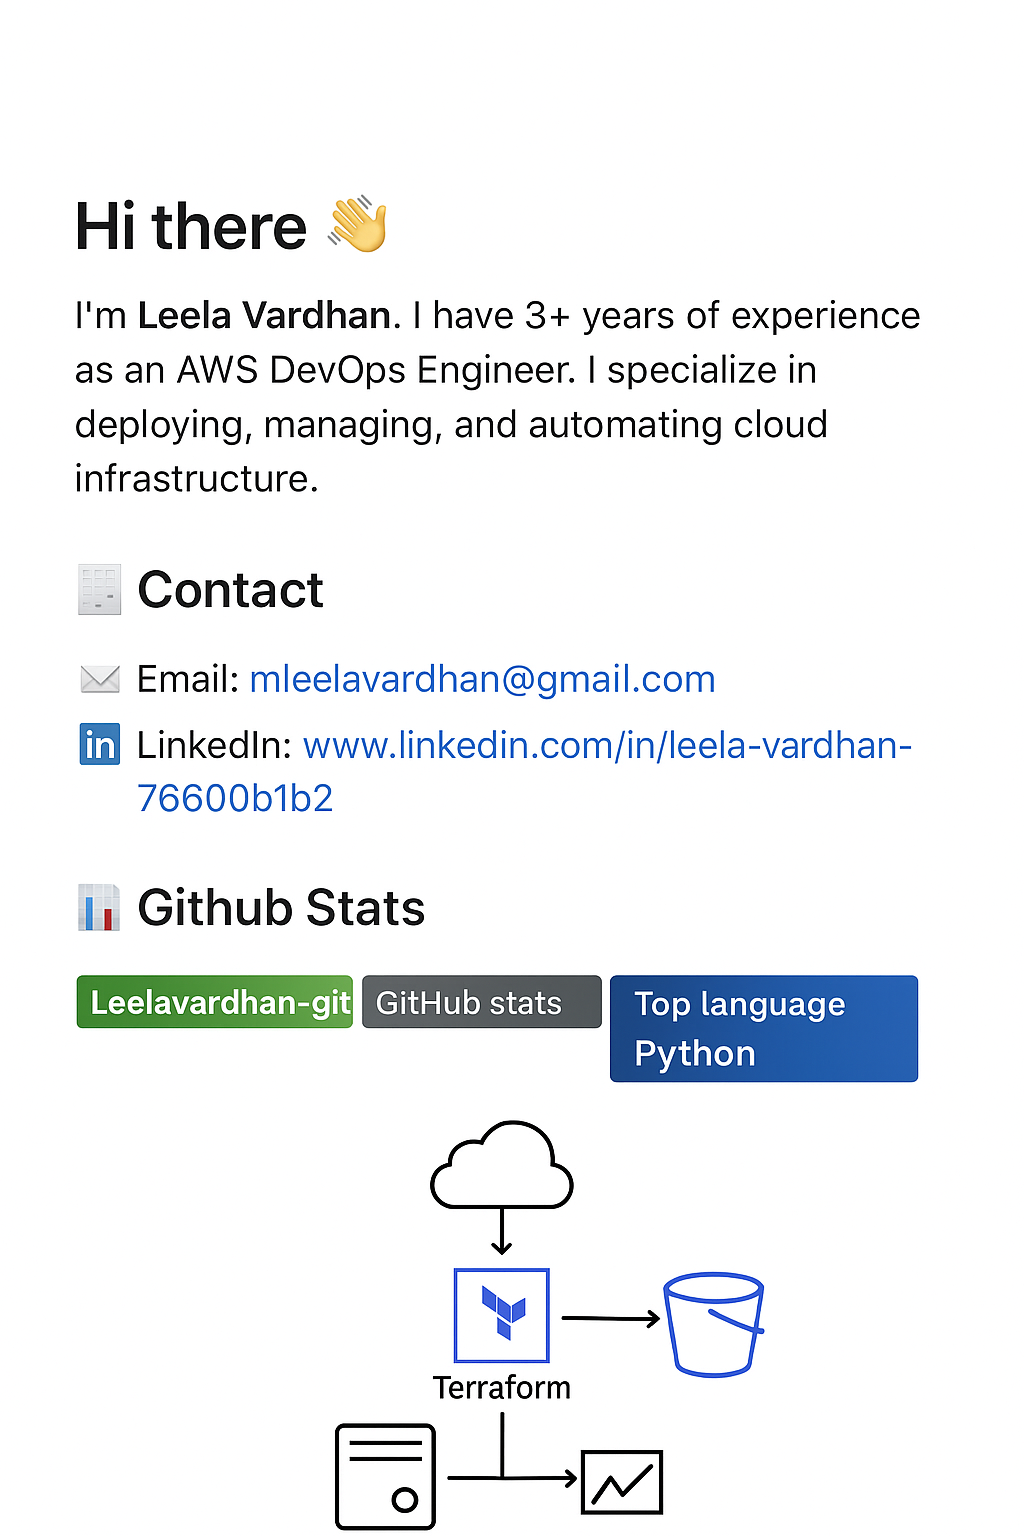 Hi there 👋
I'm Leela Vardhan. I have 3+ years of experience
as an AWS DevOps Engineer. I specialize in
deploying, managing, and automating cloud
infrastructure.
Contact
Email: mleelavardhan@gmail.com
in LinkedIn: www.linkedin.com/in/leela-vardhan-
76600b1b2
Github Stats
Leelavardhan-git GitHub stats Top language
Python
Terraform